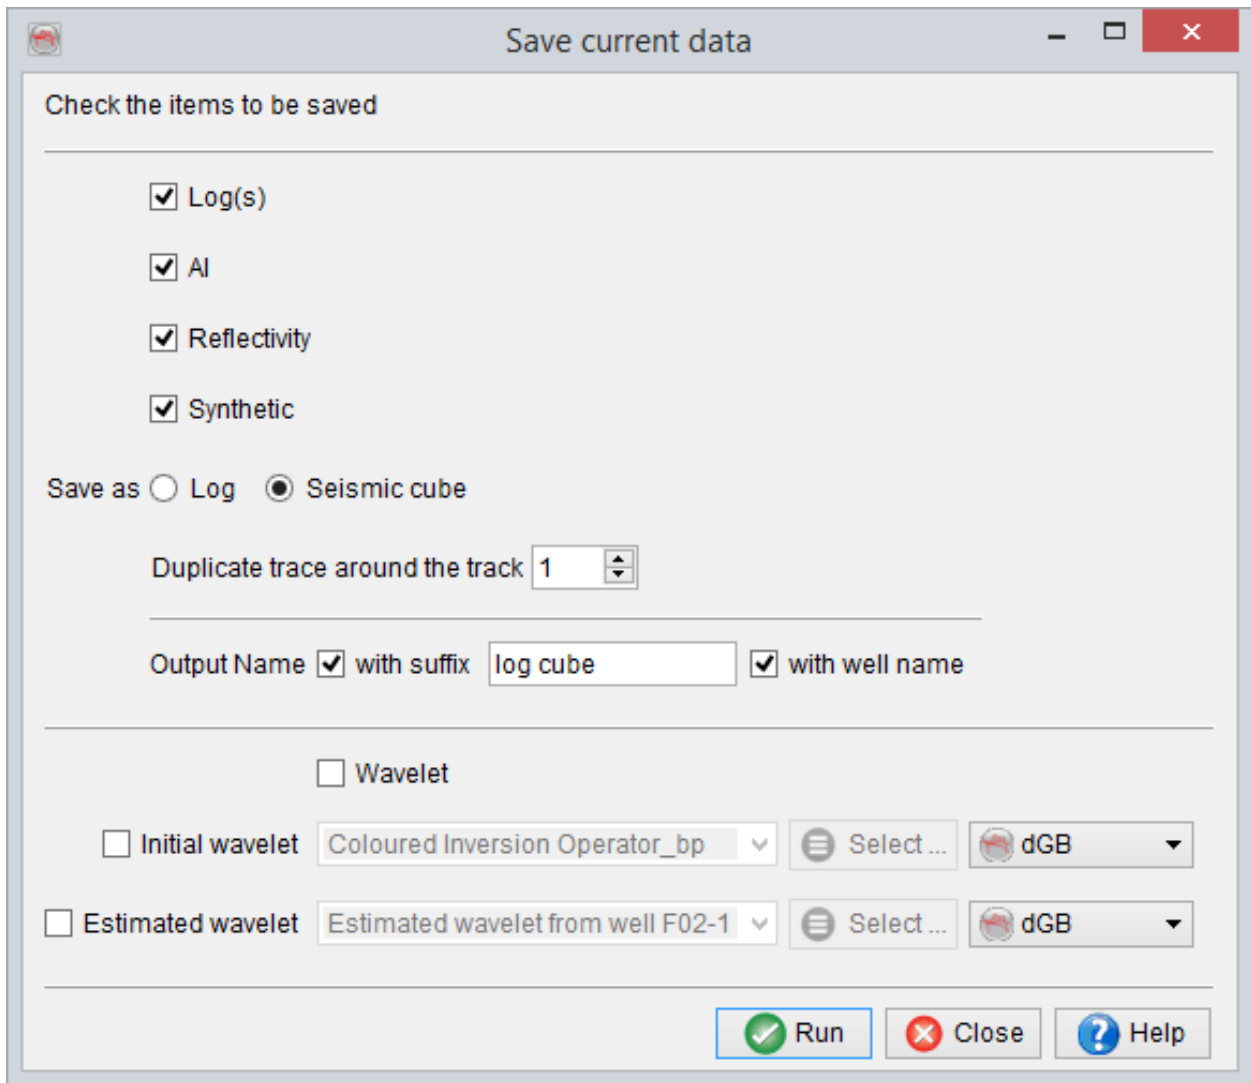 Save current data
Check the items to be saved
Log(s)
AI
Reflectivity
Synthetic
Save as Log Seismic cube
Duplicate trace around the track 1
Output Name with suffix log cube with well name
Wavelet
Initial wavelet Coloured Inversion Operator_bp Select ... dGB
Estimated wavelet Estimated wavelet from well F02-1 Select ... dGB
Run Close Help